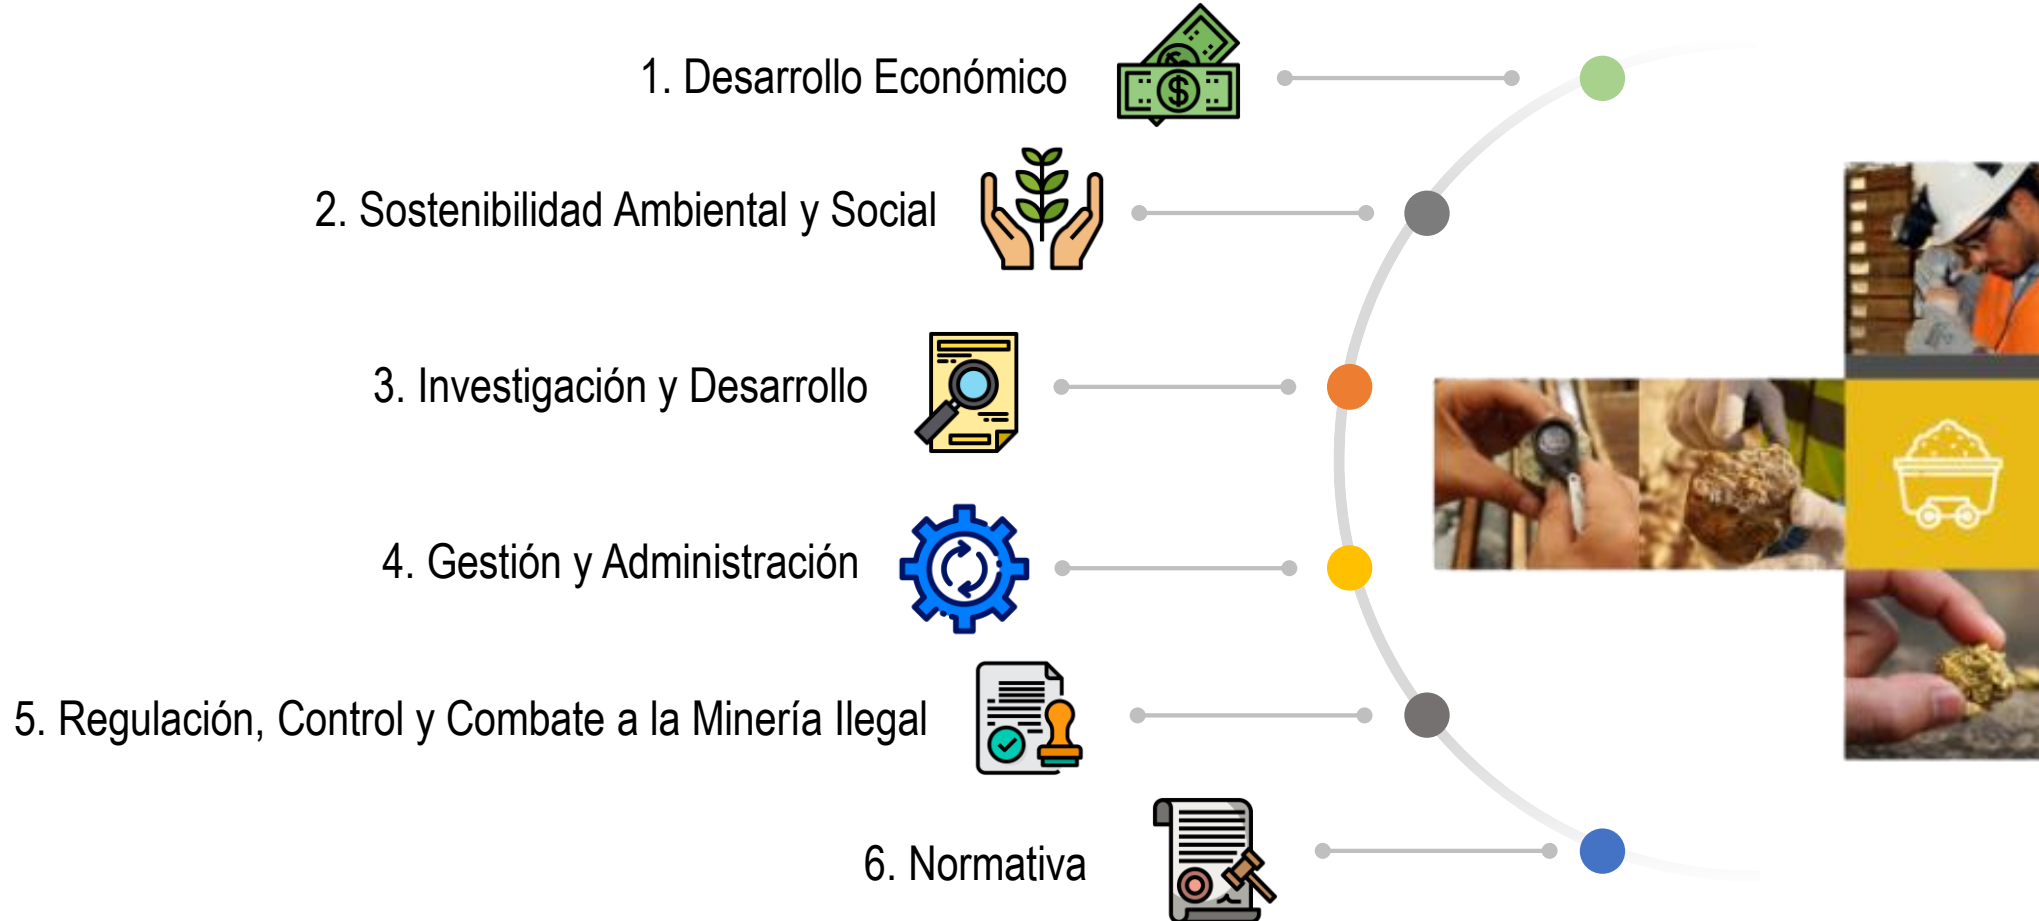 1. Desarrollo Económico
2. Sostenibilidad Ambiental y Social
3. Investigación y Desarrollo
4. Gestión y Administración
5. Regulación, Control y Combate a la Minería Ilegal
6. Normativa